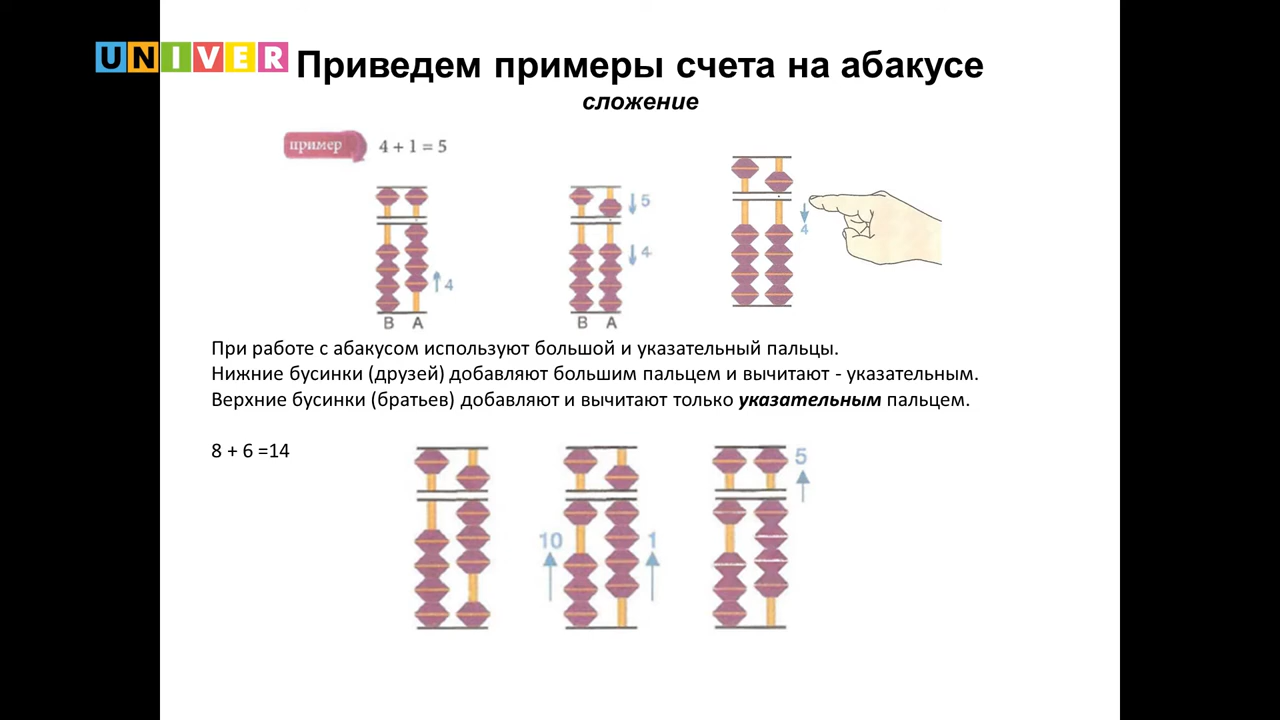 UNIVER
Приведем примеры счета на абакусе
сложение
пример 4 + 1 = 5
5
4
4
4
B A
B A
При работе с абакусом используют большой и указательный пальцы.
Нижние бусинки (друзей) добавляют большим пальцем и вычитают - указательным.
Верхние бусинки (братьев) добавляют и вычитают только указательным пальцем.
8 + 6 =14
5
10
1